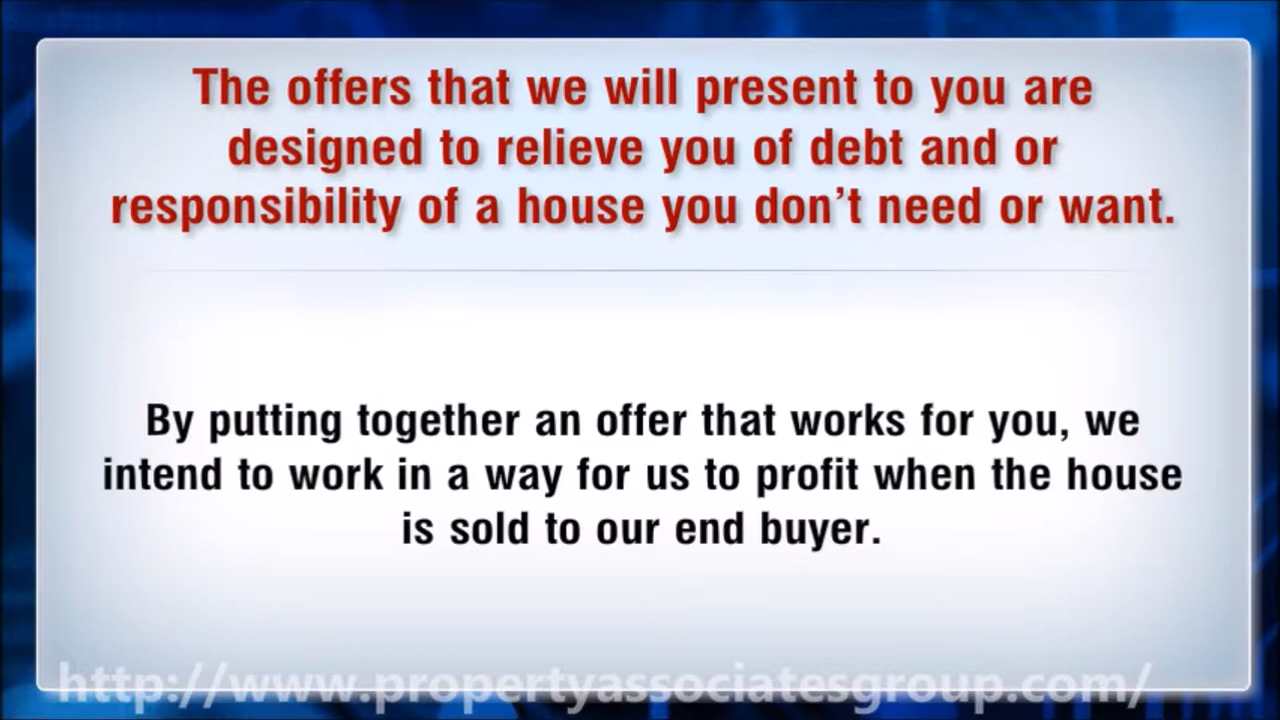 The offers that we will present to you are
designed to relieve you of debt and or
responsibility of a house you don’t need or want.
By putting together an offer that works for you, we
intend to work in a way for us to profit when the house
is sold to our end buyer.
http://www.propertyassociatesgroup.com/